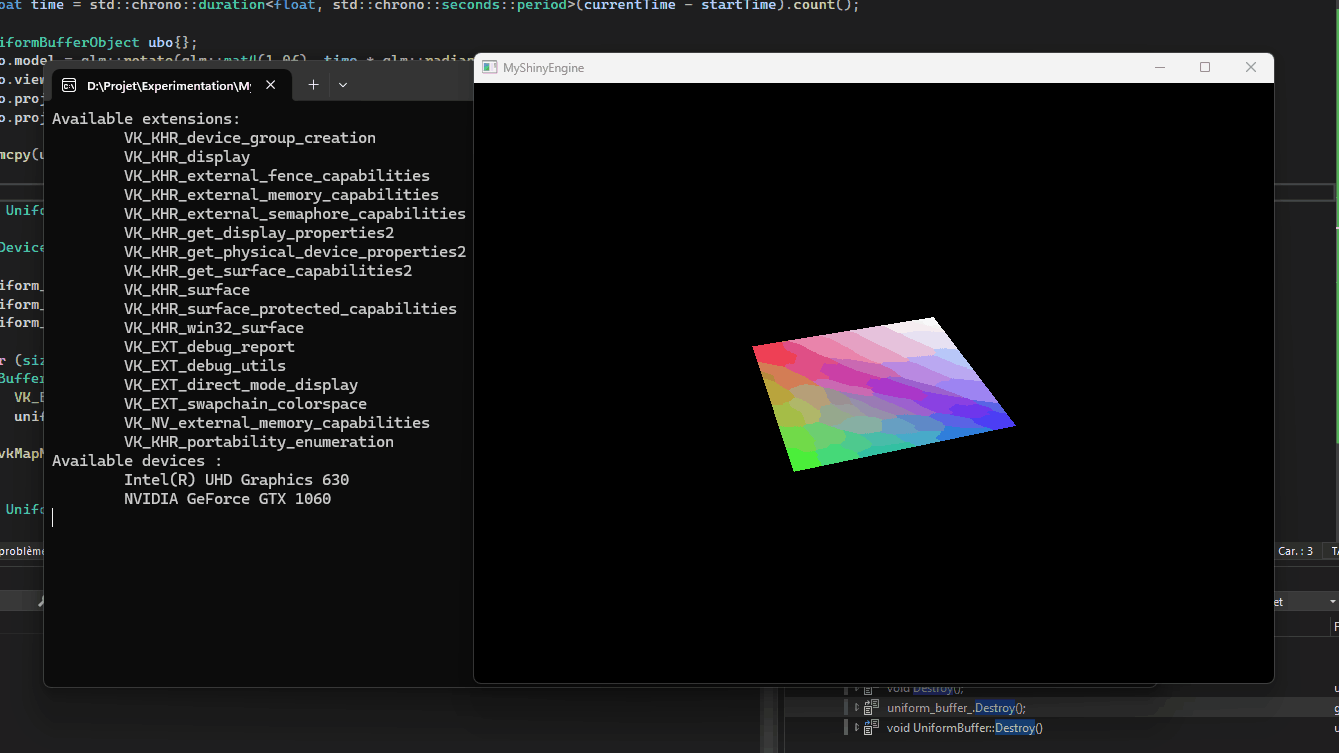 oat time = std::chrono::duration<float, std::chrono::seconds::period>(currentTime - startTime).count();
iformBufferObject ubo{};
o.model = glm::rotate(glm::mat4(1.0f), time * glm::radian
o.view
o.proj
o.proj
mcpy(u
Unifo
Device
iform_
iform_
iform_
r (siz
Buffer
VK_B
unif
vkMapM
Unifo
problème
D:\Projet\Experimentation\My
Available extensions:
VK_KHR_device_group_creation
VK_KHR_display
VK_KHR_external_fence_capabilities
VK_KHR_external_memory_capabilities
VK_KHR_external_semaphore_capabilities
VK_KHR_get_display_properties2
VK_KHR_get_physical_device_properties2
VK_KHR_get_surface_capabilities2
VK_KHR_surface
VK_KHR_surface_protected_capabilities
VK_KHR_win32_surface
VK_EXT_debug_report
VK_EXT_debug_utils
VK_EXT_direct_mode_display
VK_EXT_swapchain_colorspace
VK_NV_external_memory_capabilities
VK_KHR_portability_enumeration
Available devices :
Intel(R) UHD Graphics 630
NVIDIA GeForce GTX 1060
MyShinyEngine
Car. : 3
et
void Destroy();
uniform_buffer_.Destroy();
void UniformBuffer::Destroy()